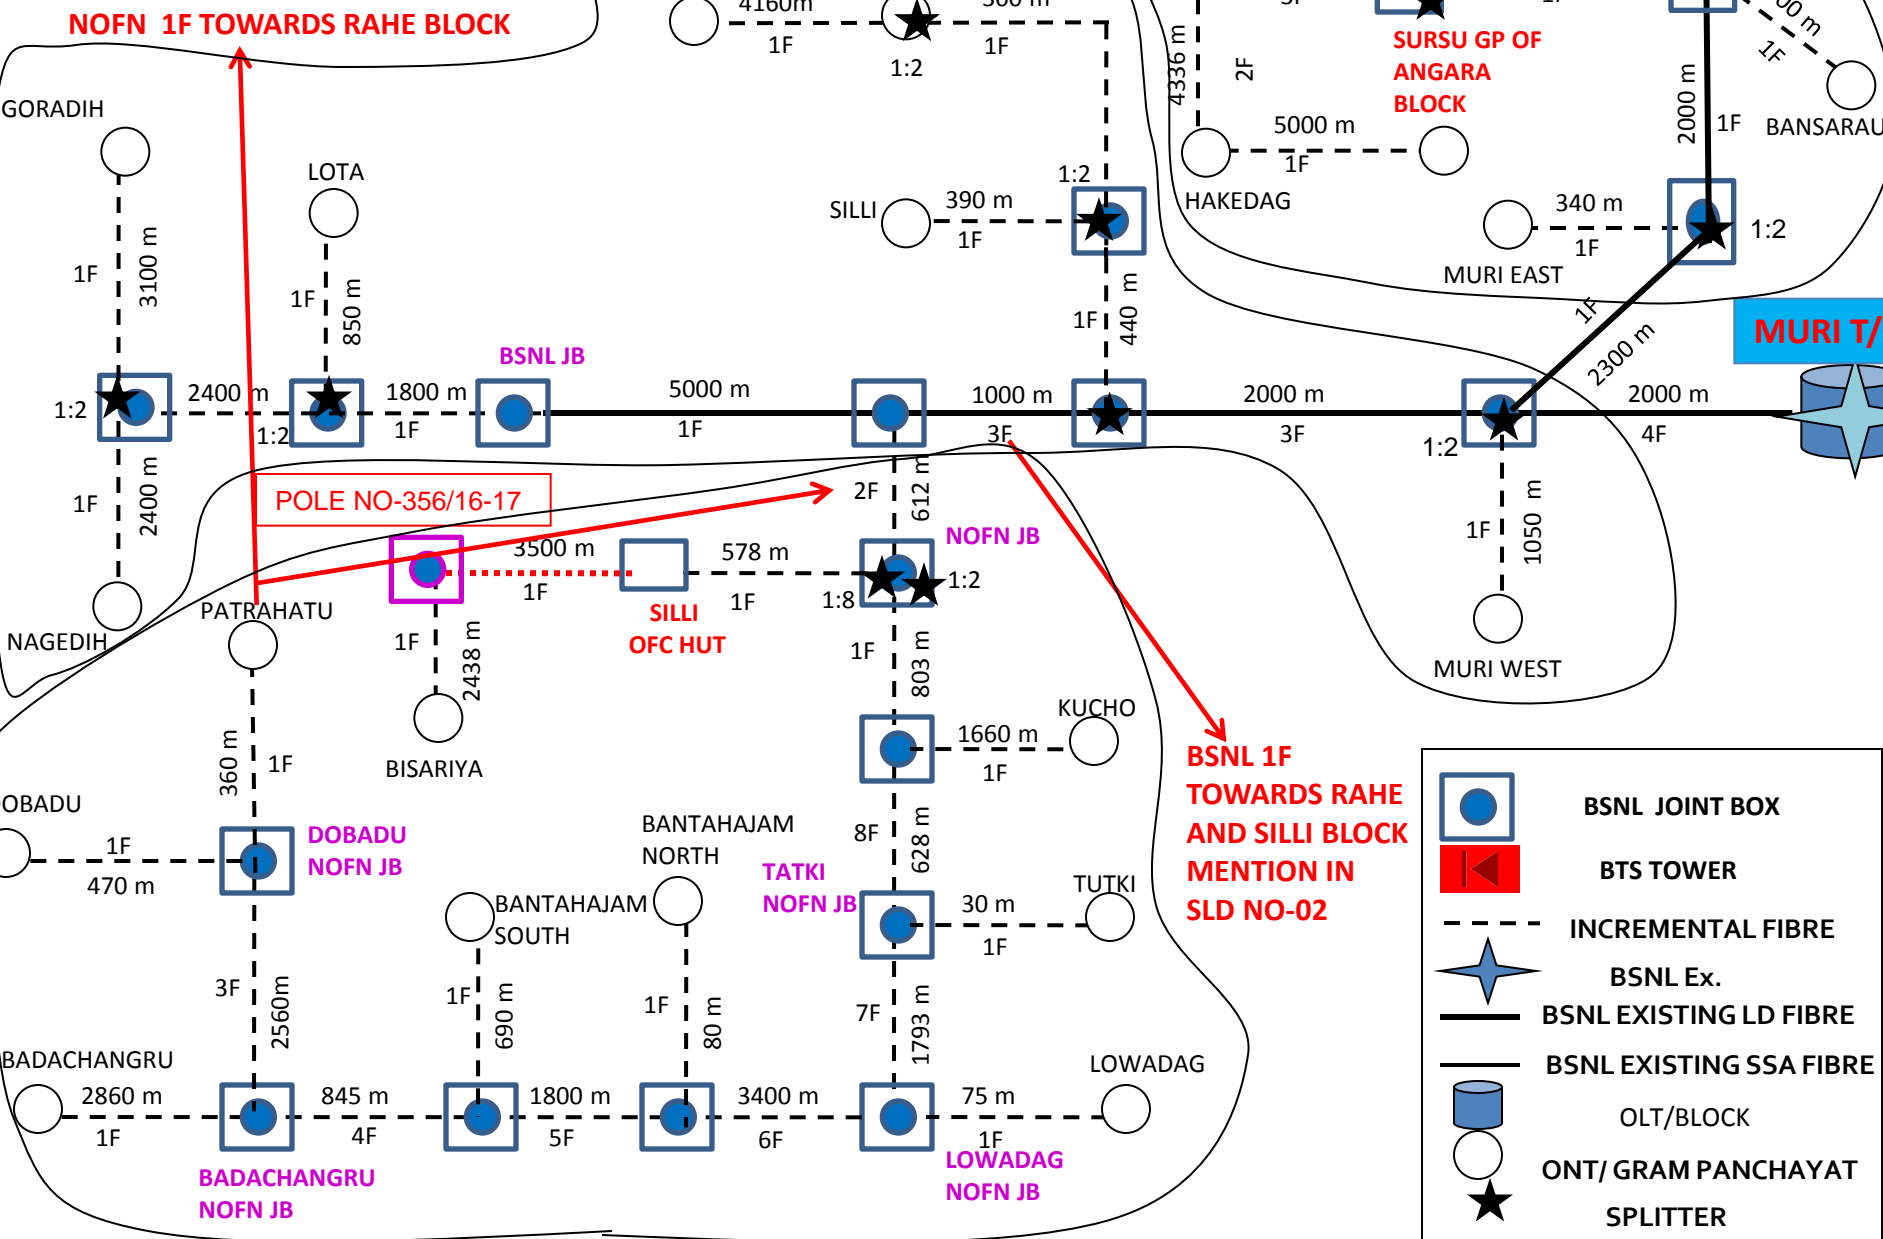 NOFN 1F TOWARDS RAHE BLOCK
4160m
1F
1F
1:2
4336 m
2F
SURSU GP OF
ANGARA
BLOCK
1F
2000 m
1F
BANSARAU
GORADIH
LOTA
5000 m
1F
HAKEDAG
1:2
SILLI
390 m
1F
340 m
1F
1:2
MURI EAST
1F
3100 m
1F
850 m
1F
440 m
1F
2300 m
MURI T/
BSNL JB
1:2
2400 m
1:2
1800 m
1F
5000 m
1F
1000 m
3F
2000 m
3F
1:2
2000 m
4F
1F
2400 m
POLE NO-356/16-17
2F
612 m
NOFN JB
1F
1050 m
3500 m
1F
578 m
1F
1:8
1:2
PATRAHATU
NAGEDIH
SILLI
OFC HUT
1F
2438 m
1F
803 m
MURI WEST
BISARIYA
KUCHO
1660 m
1F
360 m
1F
OBADU
1F
470 m
DOBADU
NOFN JB
BANTAHAJAM
NORTH
8F
628 m
TATKI
NOFN JB
TUTKI
30 m
1F
BSNL 1F
TOWARDS RAHE
AND SILLI BLOCK
MENTION IN
SLD NO-02
BANTAHAJAM
SOUTH
3F
2560m
1F
690 m
1F
80 m
7F
1793 m
BADACHANGRU
2860 m
1F
845 m
4F
1800 m
5F
3400 m
6F
75 m
1F
LOWADAG
BADACHANGRU
NOFN JB
LOWADAG
NOFN JB
BSNL JOINT BOX
BTS TOWER
INCREMENTAL FIBRE
BSNL Ex.
BSNL EXISTING LD FIBRE
BSNL EXISTING SSA FIBRE
OLT/BLOCK
ONT/ GRAM PANCHAYAT
SPLITTER